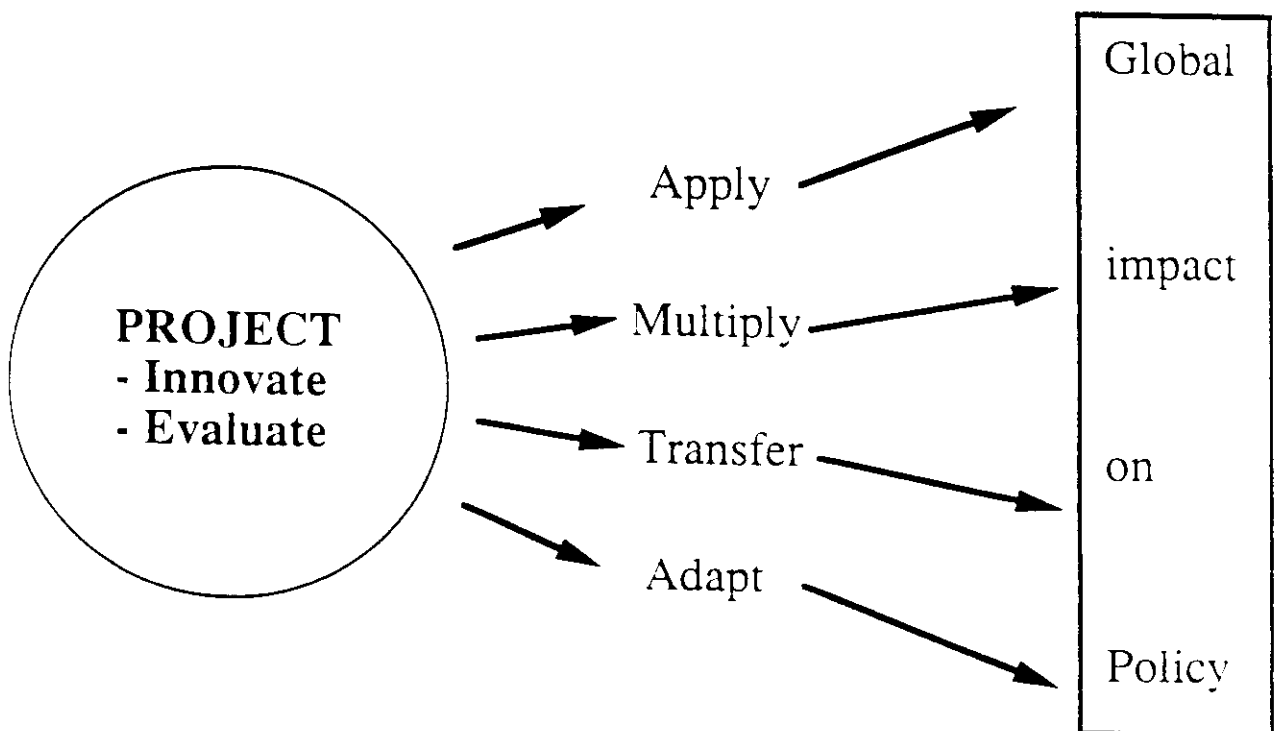 PROJECT
- Innovate
- Evaluate
Apply
Multiply
Transfer
Adapt
Global
impact
on
Policy